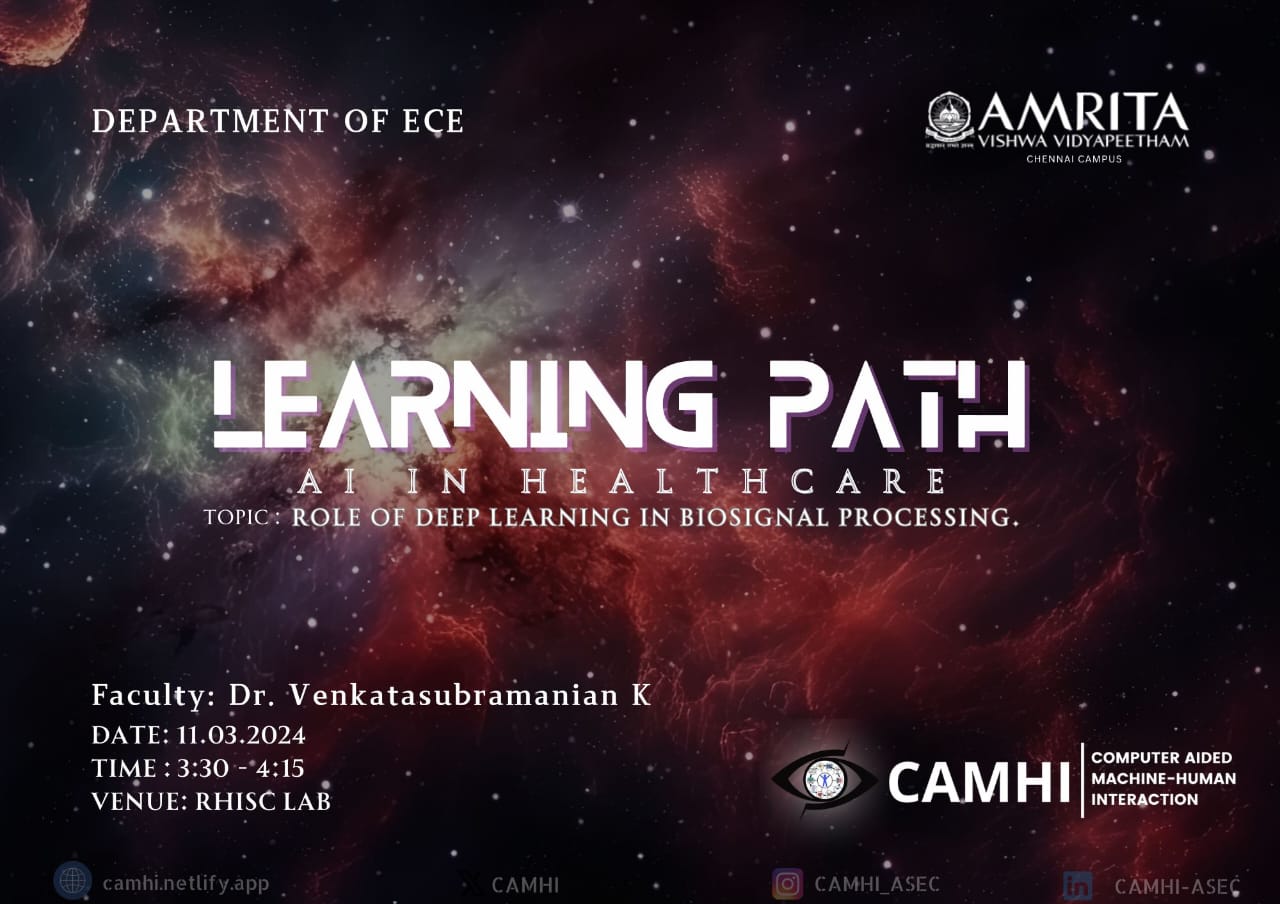 DEPARTMENT OF ECE
AMRITA
VISHWA VIDYAPEETHAM
CHENNAI CAMPUS
LEARNING PATH
AI IN HEALTHCARE
TOPIC : ROLE OF DEEP LEARNING IN BIOSIGNAL PROCESSING.
Faculty: Dr. Venkatasubramanian K
DATE: 11.03.2024
TIME : 3:30 - 4:15
VENUE: RHISC LAB
CAMHI
COMPUTER AIDED
MACHINE-HUMAN
INTERACTION
camhi.netlify.app
CAMHI
CAMHI_ASEC
in
CAMHI-ASEC